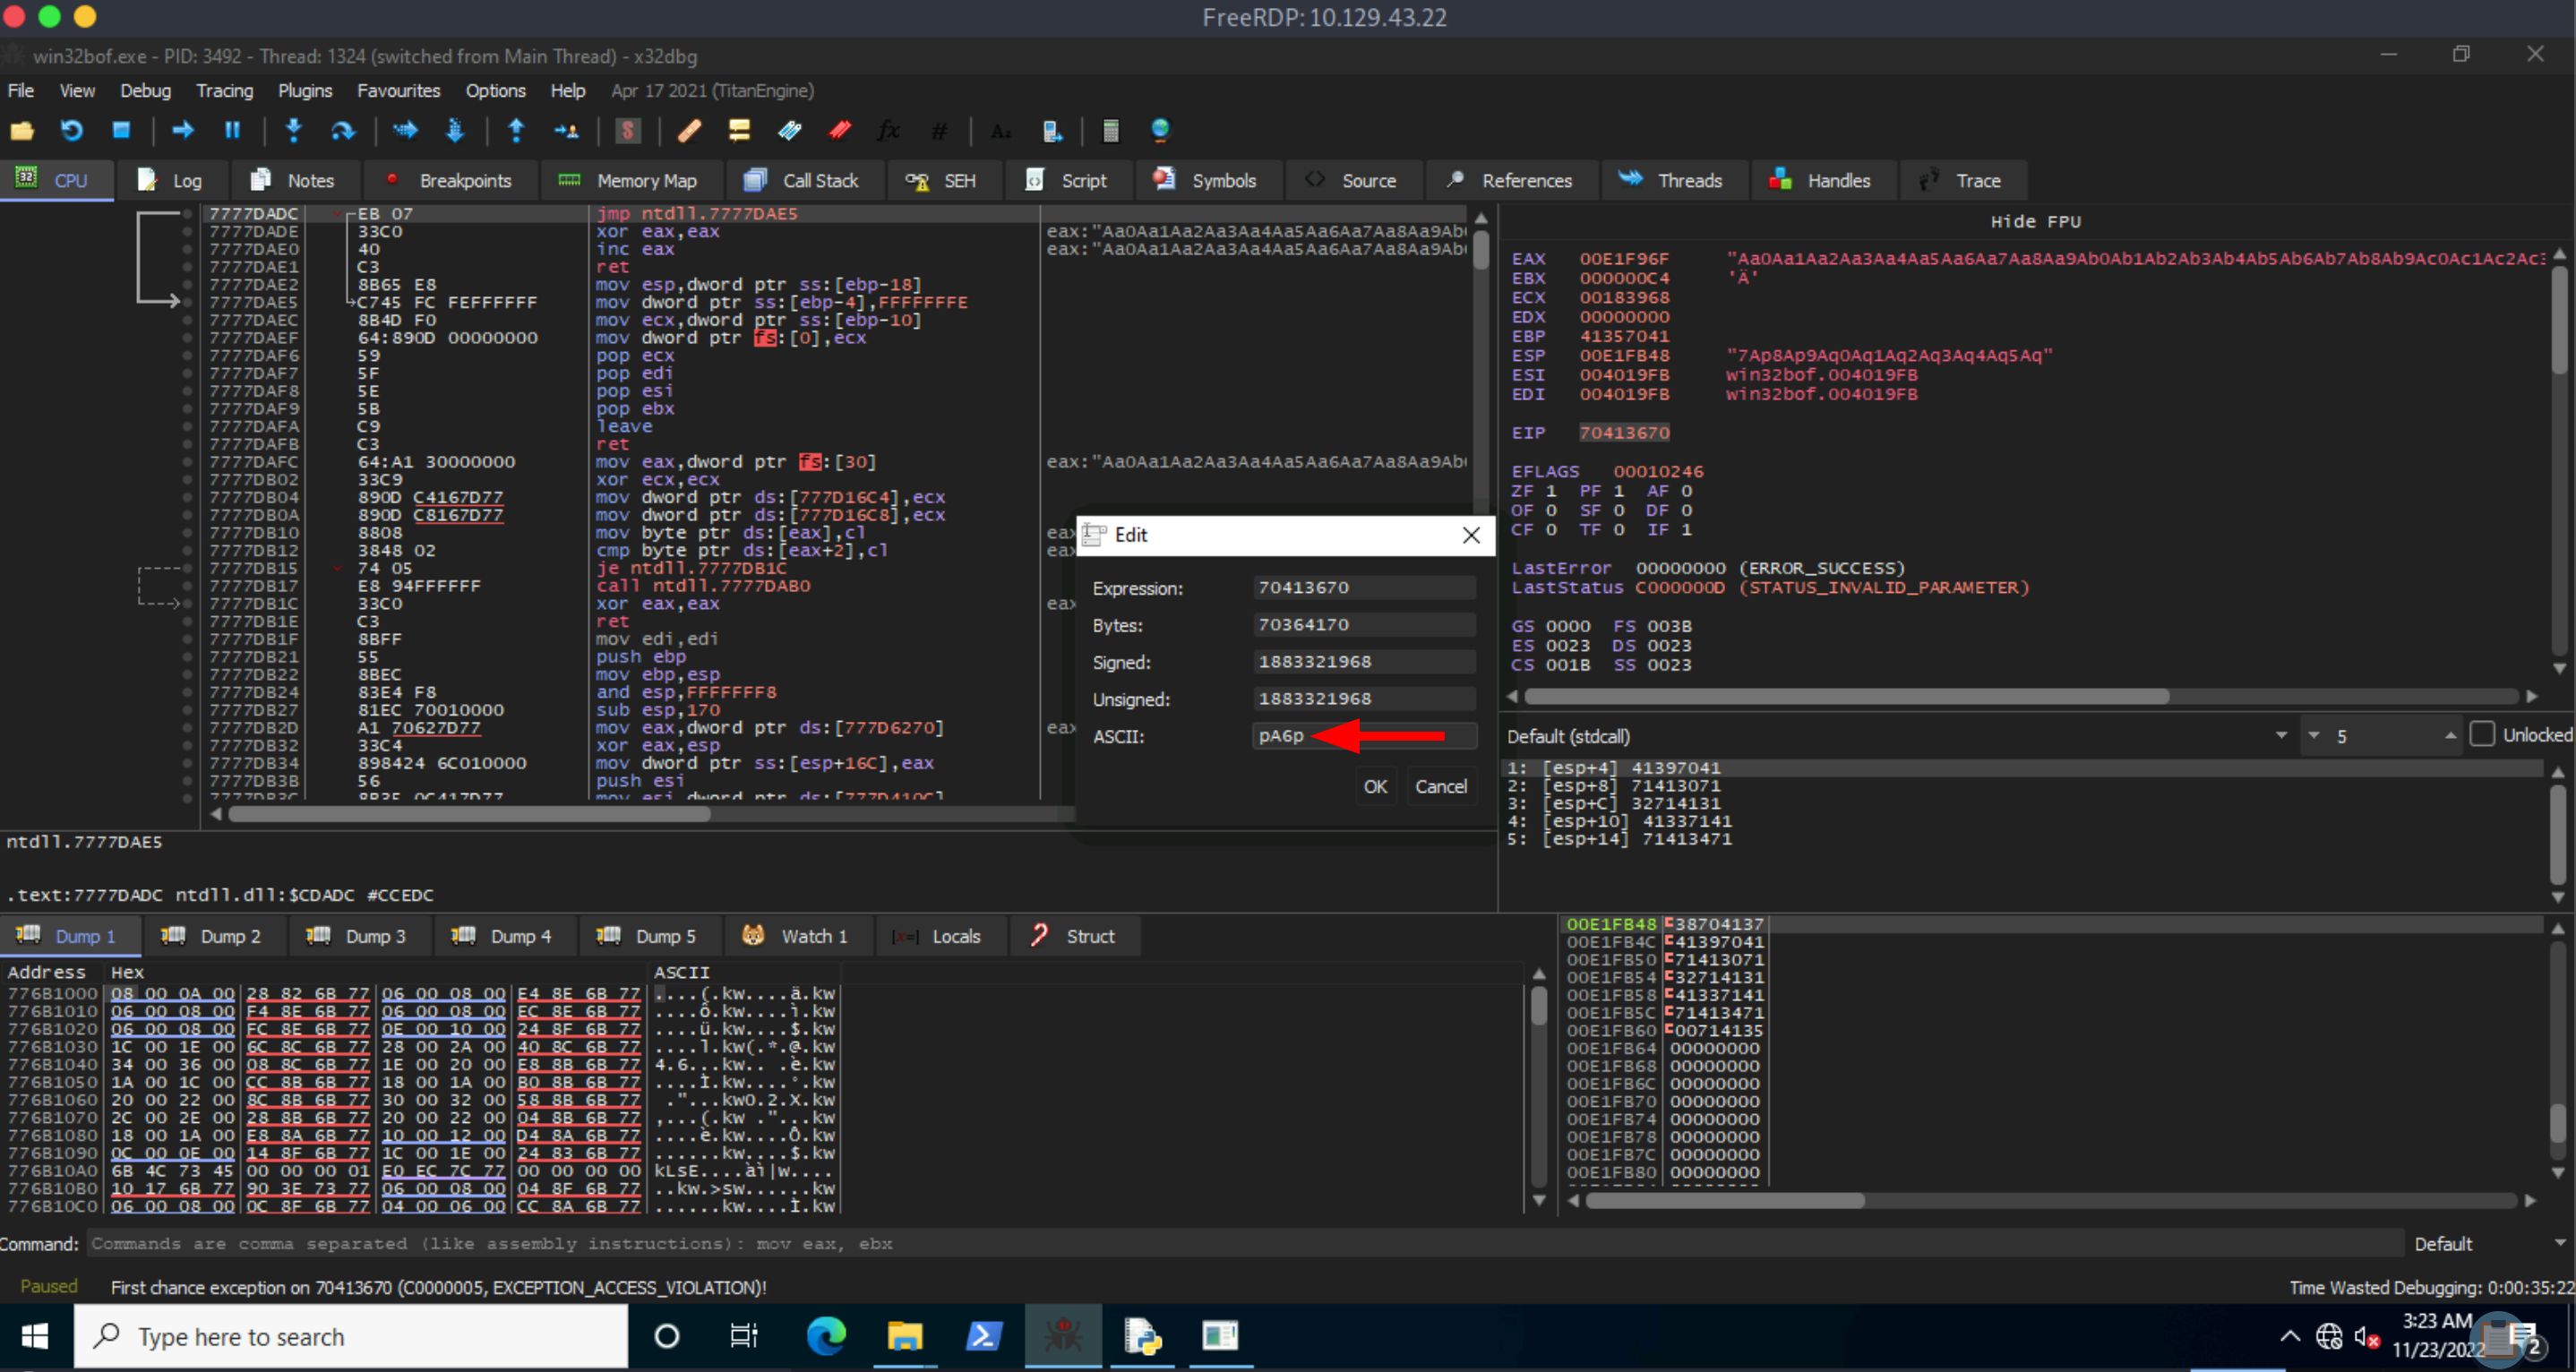 FreeRDP: 10.129.43.22
win32bof.exe - PID: 3492 - Thread: 1324 (switched from Main Thread) - x32dbg
File View Debug Tracing Plugins Favourites Options Help Apr 17 2021 (TitanEngine)
CPU Log Notes Breakpoints Memory Map Call Stack SEH Script Symbols Source References Threads Handles Trace
7777DADC EB 07 jmp ntdll.7777DAE5
7777DADE 33C0 xor eax,eax eax:"Aa0Aa1Aa2Aa3Aa4Aa5Aa6Aa7Aa8Aa9Ab
7777DAE0 40 inc eax eax:"Aa0Aa1Aa2Aa3Aa4Aa5Aa6Aa7Aa8Aa9Ab
7777DAE1 C3 ret
7777DAE2 8B65 E8 mov esp,dword ptr ss:[ebp-18]
7777DAE5 C745 FC FEFFFFFF mov dword ptr ss:[ebp-4],FFFFFFFE
7777DAEC 8B4D F0 mov ecx,dword ptr ss:[ebp-10]
7777DAEF 64:890D 00000000 mov dword ptr fs:[0],ecx
7777DAF6 59 pop ecx
7777DAF7 5F pop edi
7777DAF8 5E pop esi
7777DAF9 5B pop ebx
7777DAFA C9 leave
7777DAFB C3 ret
7777DAFC 64:A1 30000000 mov eax,dword ptr fs:[30] eax:"Aa0Aa1Aa2Aa3Aa4Aa5Aa6Aa7Aa8Aa9Ab
7777DB02 33C9 xor ecx,ecx
7777DB04 890D C4167D77 mov dword ptr ds:[777D16C4],ecx
7777DB0A 890D C8167D77 mov dword ptr ds:[777D16C8],ecx
7777DB10 8808 mov byte ptr ds:[eax],cl eax
7777DB12 3848 02 cmp byte ptr ds:[eax+2],cl eax
7777DB15 74 05 je ntdll.7777DB1C
7777DB17 E8 94FFFFFF call ntdll.7777DAB0
7777DB1C 33C0 xor eax,eax eax
7777DB1E C3 ret
7777DB1F 8BFF mov edi,edi
7777DB21 55 push ebp
7777DB22 8BEC mov ebp,esp
7777DB24 83E4 F8 and esp,FFFFFFF8
7777DB27 81EC 70010000 sub esp,170
7777DB2D A1 70627D77 mov eax,dword ptr ds:[777D6270] eax
7777DB32 33C4 xor eax,esp
7777DB34 898424 6C010000 mov dword ptr ss:[esp+16C],eax
7777DB3B 56 push esi
7777DB3C 8B35 0C417D77 mov esi,dword ptr ds:[777D410C]
ntdll.7777DAE5
.text:7777DADC ntdll.dll:$CDADC #CCEDC
Edit
Expression: 70413670
Bytes: 70364170
Signed: 1883321968
Unsigned: 1883321968
ASCII: pA6p
OK Cancel
Hide FPU
EAX 00E1F96F "Aa0Aa1Aa2Aa3Aa4Aa5Aa6Aa7Aa8Aa9Ab0Ab1Ab2Ab3Ab4Ab5Ab6Ab7Ab8Ab9Ac0Ac1Ac2Ac3
EBX 000000C4 'Ä'
ECX 00183968
EDX 00000000
EBP 41357041
ESP 00E1FB48 "7Ap8Ap9Aq0Aq1Aq2Aq3Aq4Aq5Aq"
ESI 004019FB win32bof.004019FB
EDI 004019FB win32bof.004019FB
EIP 70413670
EFLAGS 00010246
ZF 1 PF 1 AF 0
OF 0 SF 0 DF 0
CF 0 TF 0 IF 1
LastError 00000000 (ERROR_SUCCESS)
LastStatus C000000D (STATUS_INVALID_PARAMETER)
GS 0000 FS 003B
ES 0023 DS 0023
CS 001B SS 0023
Default (stdcall) 5 Unlocked
1: [esp+4] 41397041
2: [esp+8] 71413071
3: [esp+C] 32714131
4: [esp+10] 41337141
5: [esp+14] 71413471
Dump 1 Dump 2 Dump 3 Dump 4 Dump 5 Watch 1 Locals Struct
Address Hex ASCII
776B1000 08 00 0A 00 28 82 6B 77 06 00 08 00 E4 8E 6B 77 ....(.kw....ä.kw
776B1010 06 00 08 00 F4 8E 6B 77 06 00 08 00 EC 8E 6B 77 ....ô.kw....ì.kw
776B1020 06 00 08 00 FC 8E 6B 77 0E 00 10 00 24 8F 6B 77 ....ü.kw....$.kw
776B1030 1C 00 1E 00 6C 8C 6B 77 28 00 2A 00 40 8C 6B 77 ....l.kw(.*.@.kw
776B1040 34 00 36 00 08 8C 6B 77 1E 00 20 00 E8 8B 6B 77 4.6...kw.. .è.kw
776B1050 1A 00 1C 00 CC 8B 6B 77 18 00 1A 00 B0 8B 6B 77 ....Ì.kw....°.kw
776B1060 20 00 22 00 8C 8B 6B 77 30 00 32 00 58 8B 6B 77  ."...kw0.2.X.kw
776B1070 2C 00 2E 00 28 8B 6B 77 20 00 22 00 04 8B 6B 77 ,...(.kw ."...kw
776B1080 18 00 1A 00 E8 8A 6B 77 10 00 12 00 D4 8A 6B 77 ....è.kw....Ô.kw
776B1090 0C 00 0E 00 14 8F 6B 77 1C 00 1E 00 24 83 6B 77 ......kw....$.kw
776B10A0 6B 4C 73 45 00 00 00 01 E0 EC 7C 77 00 00 00 00 kLsE....àì|w....
776B10B0 10 17 6B 77 90 3E 73 77 06 00 08 00 04 8F 6B 77 ..kw.>sw......kw
776B10C0 06 00 08 00 0C 8F 6B 77 04 00 06 00 CC 8A 6B 77 ......kw....Ì.kw
00E1FB48 38704137
00E1FB4C 41397041
00E1FB50 71413071
00E1FB54 32714131
00E1FB58 41337141
00E1FB5C 71413471
00E1FB60 00714135
00E1FB64 00000000
00E1FB68 00000000
00E1FB6C 00000000
00E1FB70 00000000
00E1FB74 00000000
00E1FB78 00000000
00E1FB7C 00000000
00E1FB80 00000000
Command: Commands are comma separated (like assembly instructions): mov eax, ebx Default
Paused First chance exception on 70413670 (C0000005, EXCEPTION_ACCESS_VIOLATION)! Time Wasted Debugging: 0:00:35:22
Type here to search
3:23 AM
11/23/2022
2